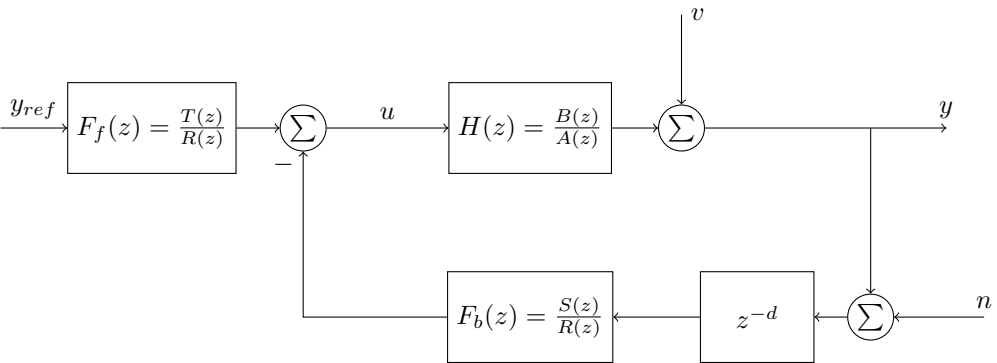 v
y_{ref}
F_f(z) = \frac{T(z)}{R(z)}
∑
u
H(z) = \frac{B(z)}{A(z)}
∑
y
−
F_b(z) = \frac{S(z)}{R(z)}
z^{-d}
∑
n